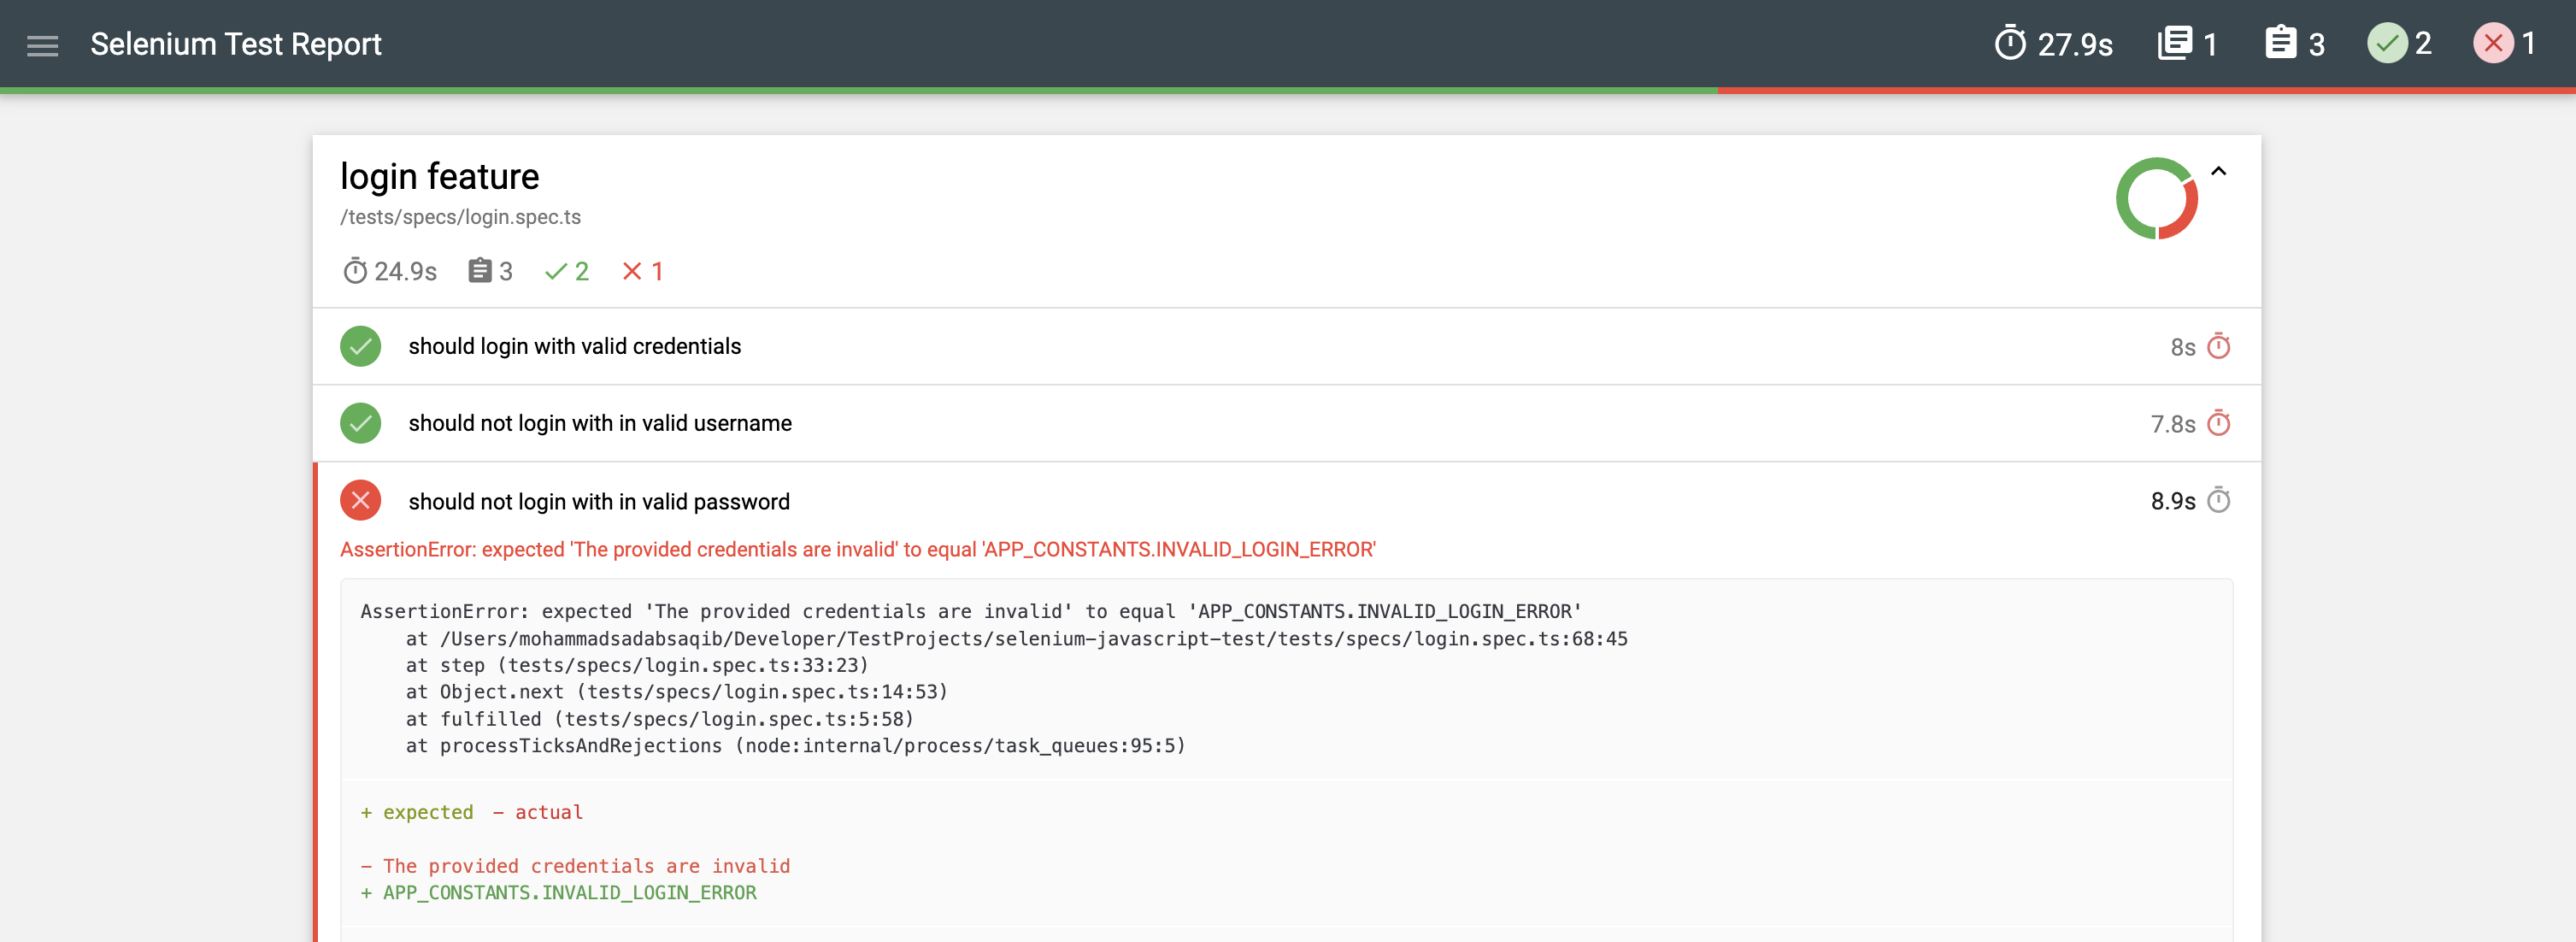 Selenium Test Report 27.9s 1 3 2 1
login feature
/tests/specs/login.spec.ts
24.9s 3 2 1
should login with valid credentials 8s
should not login with in valid username 7.8s
should not login with in valid password 8.9s
AssertionError: expected 'The provided credentials are invalid' to equal 'APP_CONSTANTS.INVALID_LOGIN_ERROR'
AssertionError: expected 'The provided credentials are invalid' to equal 'APP_CONSTANTS.INVALID_LOGIN_ERROR'
at /Users/mohammadsadabsaqib/Developer/TestProjects/selenium-javascript-test/tests/specs/login.spec.ts:68:45
at step (tests/specs/login.spec.ts:33:23)
at Object.next (tests/specs/login.spec.ts:14:53)
at fulfilled (tests/specs/login.spec.ts:5:58)
at processTicksAndRejections (node:internal/process/task_queues:95:5)
+ expected - actual
- The provided credentials are invalid
+ APP_CONSTANTS.INVALID_LOGIN_ERROR